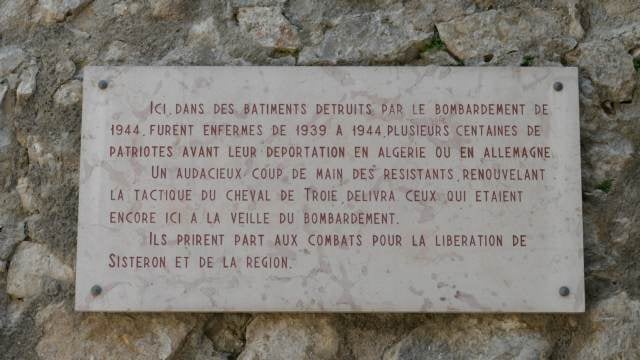 Ici, DANS DES BATIMENTS DETRUITS PAR LE BOMBARDEMENT DE
1944, FURENT ENFERMES DE 1939 A 1944, PLUSIEURS CENTAINES DE
PATRIOTES AVANT LEUR DEPORTATION EN ALGERIE OU EN ALLEMAGNE.
UN AUDACIEUX COUP DE MAIN DES RESISTANTS, RENOUVELANT
LA TACTIQUE DU CHEVAL DE TROIE, DELIVRA CEUX QUI ETAIENT
ENCORE ICI A LA VEILLE DU BOMBARDEMENT.
ILS PRIRENT PART AUX COMBATS POUR LA LIBERATION DE
SISTERON ET DE LA REGION.